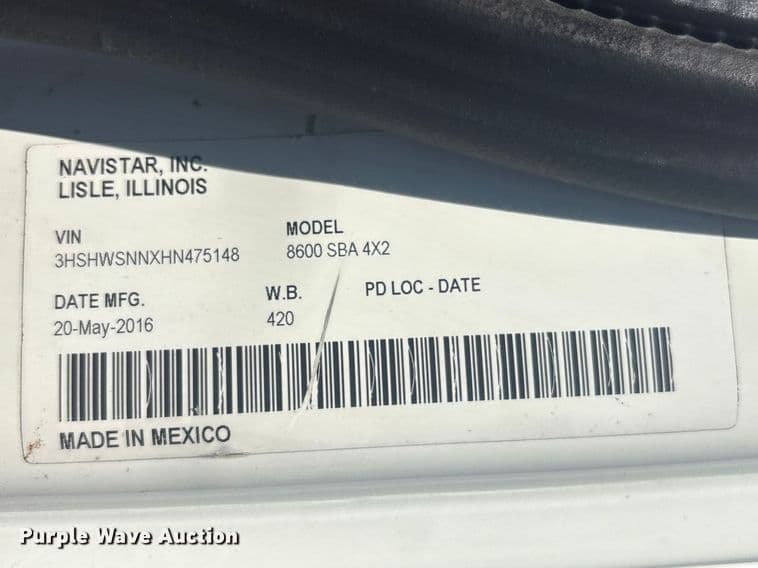 NAVISTAR, INC.
LISLE, ILLINOIS
VIN
3HSHWSNNXHN475148
MODEL
8600 SBA 4X2
DATE MFG.
20-May-2016
W.B.
420
PD LOC - DATE
MADE IN MEXICO
Purple Wave Auction